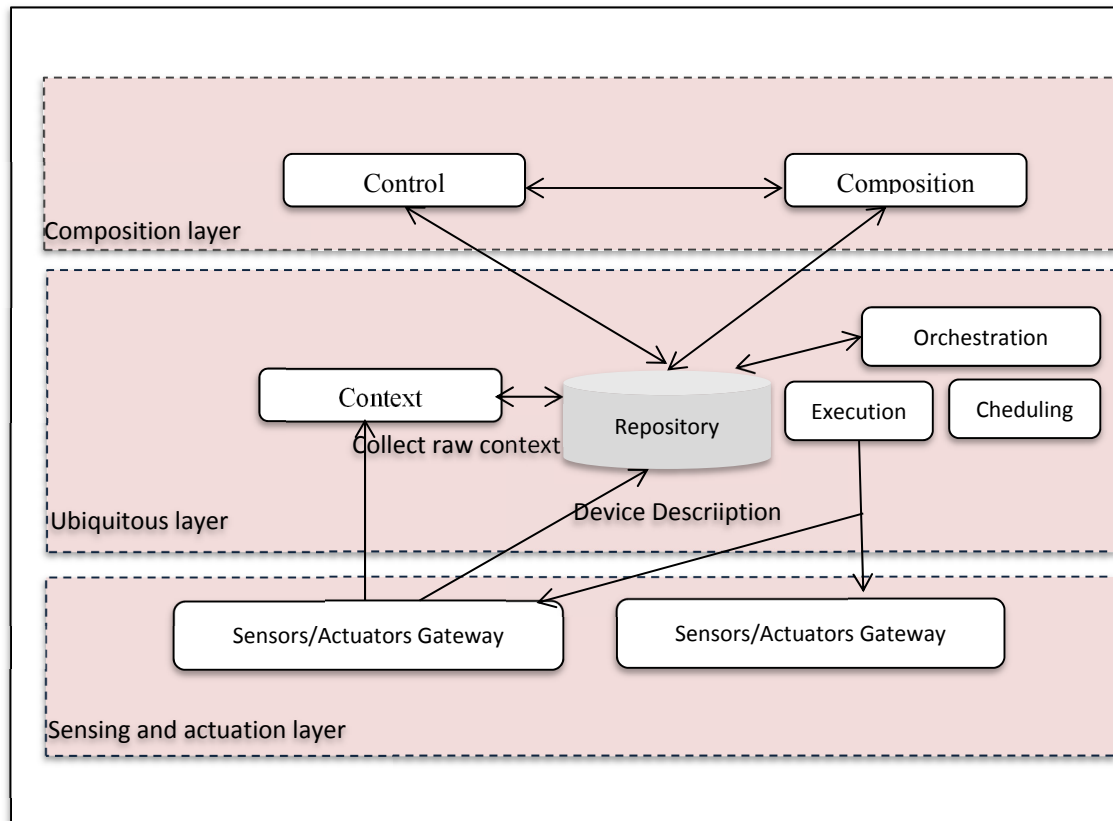 Control
Composition
Composition layer
Orchestration
Context
Repository
Execution
Cheduling
Collect raw context
Device Descriiption
Ubiquitous layer
Sensors/Actuators Gateway
Sensors/Actuators Gateway
Sensing and actuation layer